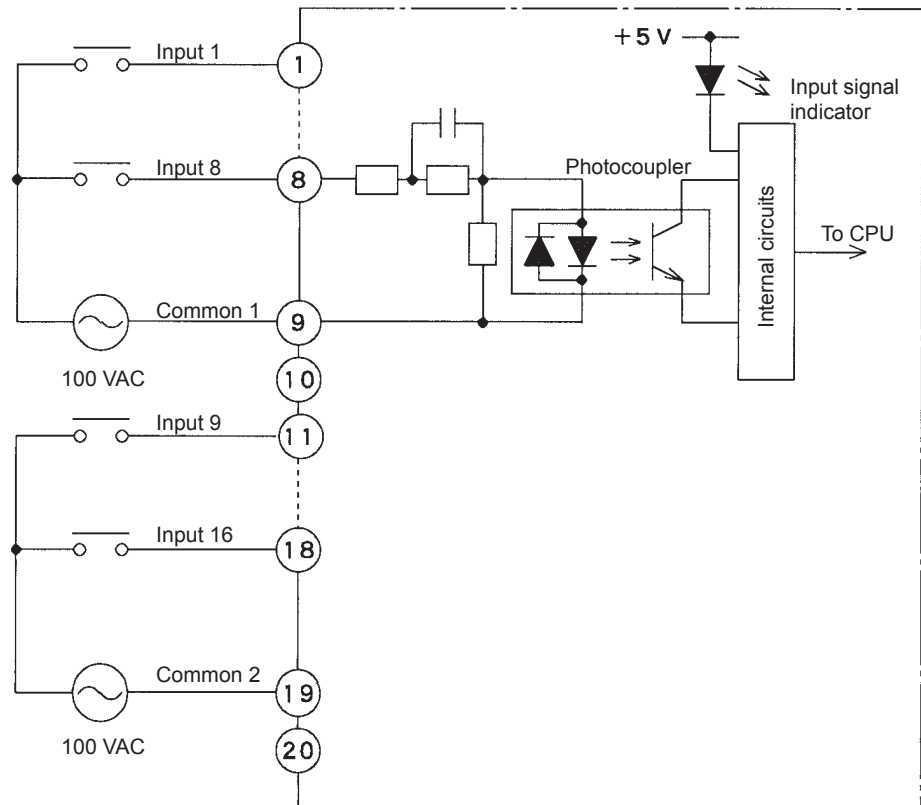 +5 V
Input 1
1
Input signal
indicator
Input 8
8
Photocoupler
Internal circuits
To CPU
Common 1
9
100 VAC
10
Input 9
11
Input 16
18
Common 2
19
100 VAC
20